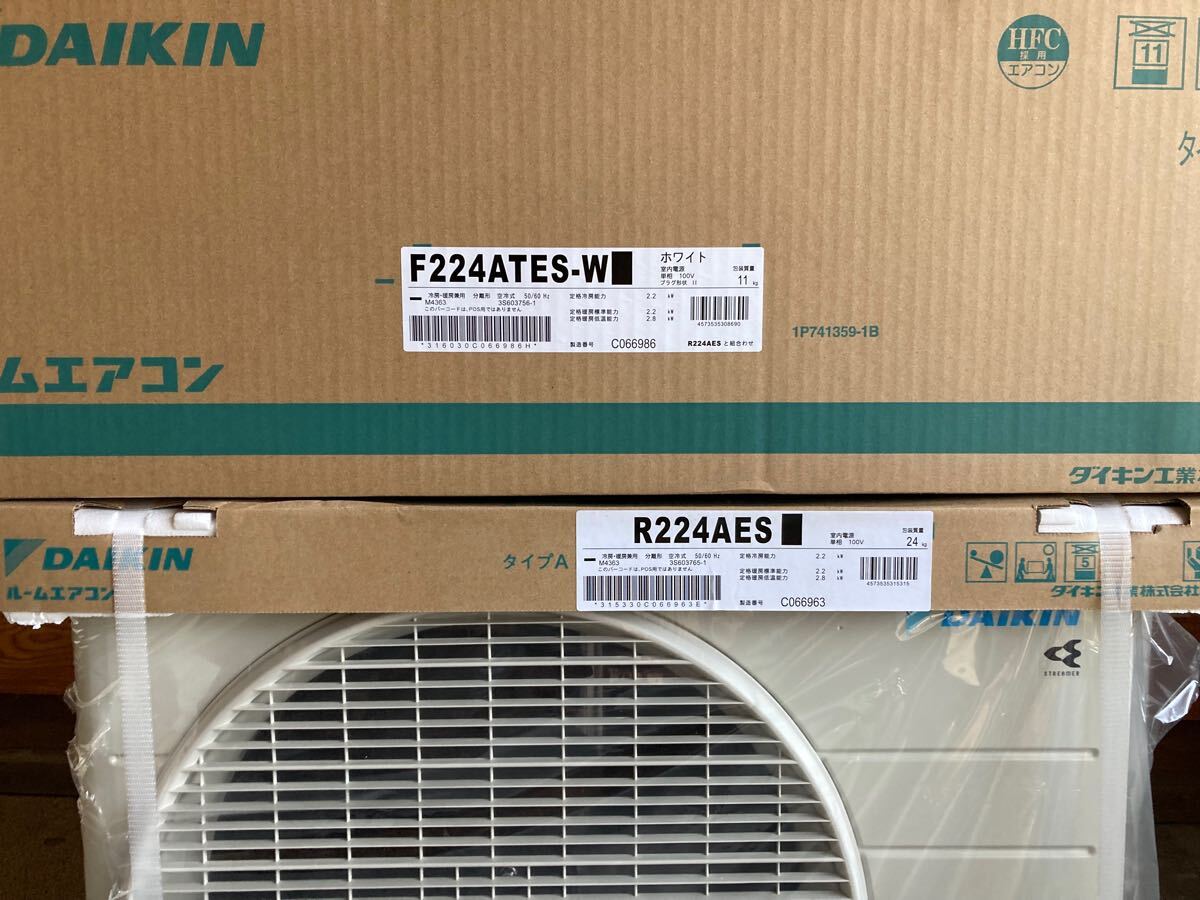 DAIKIN
HFC
採用
エアコン
11
タ
F224ATES-W
ホワイト
室内電源
単相 100V
プラグ形状 II
包装質量
11 kg
冷房・暖房兼用 分離形 空冷式 50/60 Hz
M4363 3S603756-1
このバーコードは、POS用ではありません
定格冷房能力 2.2 kW
定格暖房標準能力 2.2 kW
定格暖房低温能力 2.8 kW
4573535308690
*316030C066986H*
製造番号 C066986
R224AES と組合わせ
1P741359-1B
ムエアコン
ダイキン工業
DAIKIN
ルームエアコン
タイプA
R224AES
室内電源
単相 100V
包装質量
24 kg
冷房・暖房兼用 分離形 空冷式 50/60 Hz
M4363 3S603765-1
このバーコードは、POS用ではありません
定格冷房能力 2.2 kW
定格暖房標準能力 2.2 kW
定格暖房低温能力 2.8 kW
4573535315315
*315330C066963E*
製造番号 C066963
5
ダイキン工業株式会社
DAIKIN
STREAMER